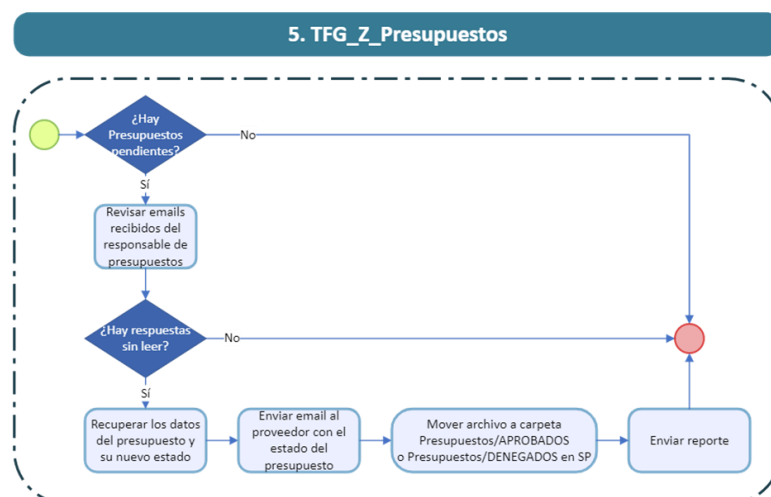 5. TFG_Z_Presupuestos
¿Hay
Presupuestos
pendientes?
No
Sí
Revisar emails
recibidos del
responsable de
presupuestos
¿Hay respuestas
sin leer?
No
Sí
Recuperar los datos
del presupuesto y
su nuevo estado
Enviar email al
proveedor con el
estado del
presupuesto
Mover archivo a carpeta
Presupuestos/APROBADOS
o Presupuestos/DENEGADOS en SP
Enviar reporte